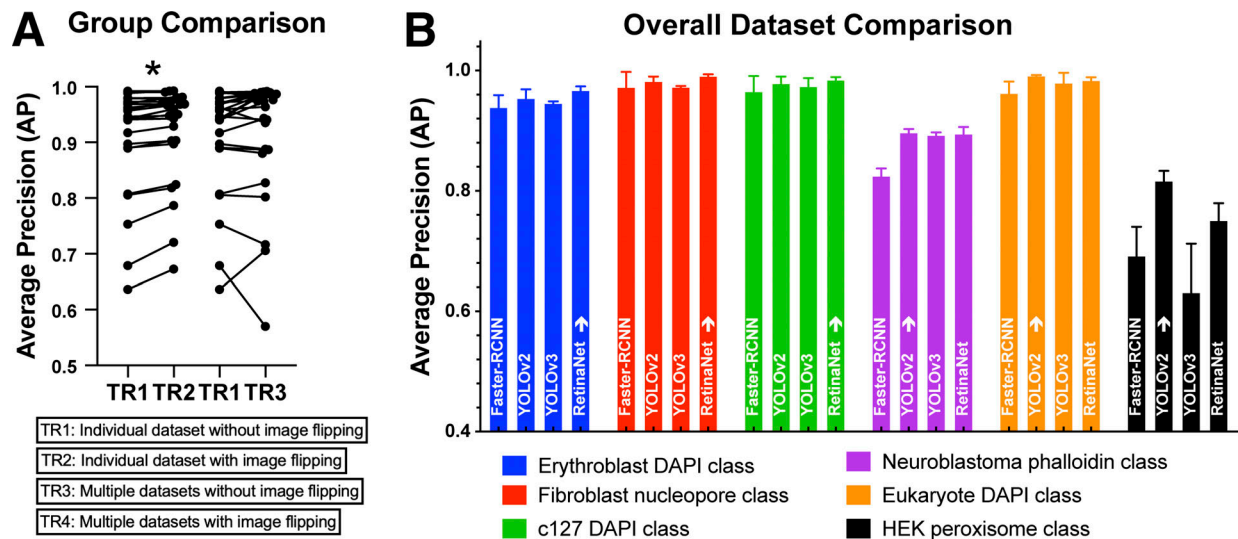 A
Group Comparison
*
Average Precision (AP)
1.0
0.9
0.8
0.7
0.6
0.5
TR1 TR2 TR1 TR3
TR1: Individual dataset without image flipping
TR2: Individual dataset with image flipping
TR3: Multiple datasets without image flipping
TR4: Multiple datasets with image flipping
B
Overall Dataset Comparison
Average Precision (AP)
1.0
0.8
0.6
0.4
Faster-RCNN
YOLOv2
YOLOv3
RetinaNet →
Faster-RCNN
YOLOv2
YOLOv3
RetinaNet →
Faster-RCNN
YOLOv2
YOLOv3
RetinaNet →
Faster-RCNN
YOLOv2 →
YOLOv3
RetinaNet
Faster-RCNN
YOLOv2 →
YOLOv3
RetinaNet
Faster-RCNN
YOLOv2 →
YOLOv3
RetinaNet
Erythroblast DAPI class
Fibroblast nucleopore class
c127 DAPI class
Neuroblastoma phalloidin class
Eukaryote DAPI class
HEK peroxisome class